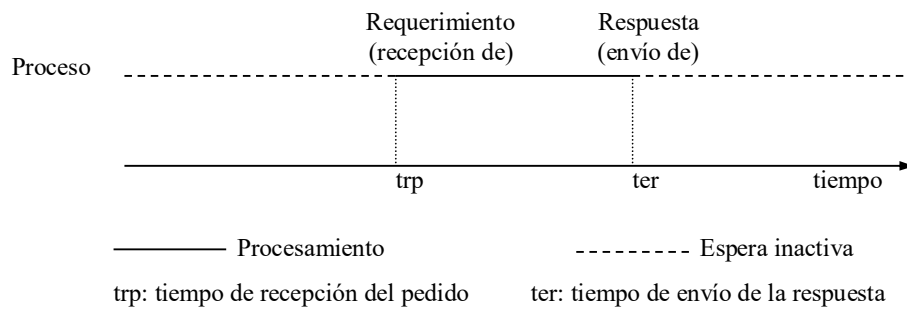 Requerimiento Respuesta
(recepción de) (envío de)
Proceso
trp ter tiempo
Procesamiento Espera inactiva
trp: tiempo de recepción del pedido ter: tiempo de envío de la respuesta